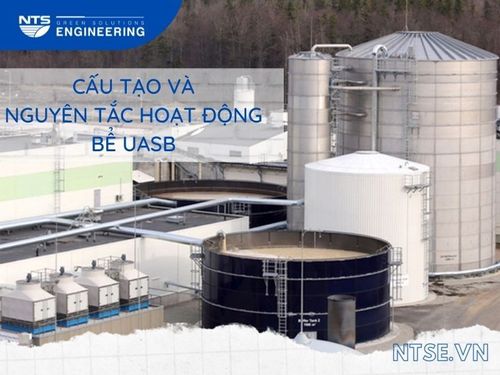 NTS
GREEN SOLUTIONS
ENGINEERING
CẤU TẠO VÀ
NGUYÊN TẮC HOẠT ĐỘNG
BỂ UASB
NTSE.VN